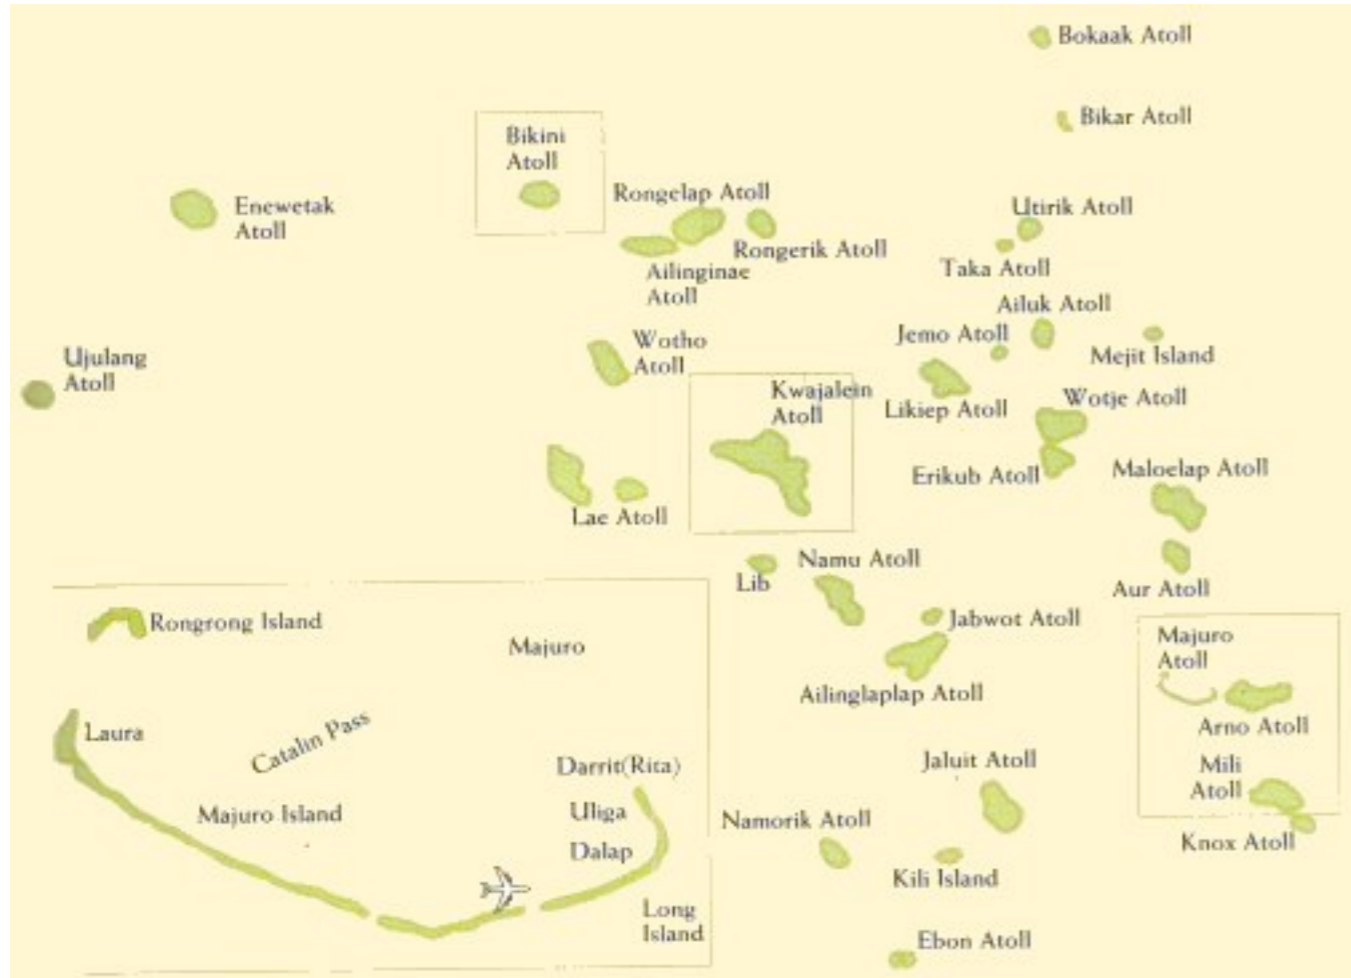 Bokaak Atoll
Bikar Atoll
Bikini
Atoll
Rongelap Atoll
Enewetak
Atoll
Utirik Atoll
Rongerik Atoll
Taka Atoll
Ailinginae
Atoll
Ailuk Atoll
Jemo Atoll
Wotho
Atoll
Mejit Island
Ujulang
Atoll
Kwajalein
Atoll
Wotje Atoll
Likiep Atoll
Erikub Atoll
Maloelap Atoll
Lae Atoll
Namu Atoll
Lib
Aur Atoll
Jabwot Atoll
Rongrong Island
Majuro
Majuro
Atoll
Ailinglaplap Atoll
Arno Atoll
Laura
Catalin Pass
Jaluit Atoll
Mili
Atoll
Darrit(Rita)
Majuro Island
Uliga
Namorik Atoll
Knox Atoll
Dalap
Kili Island
Long
Island
Ebon Atoll